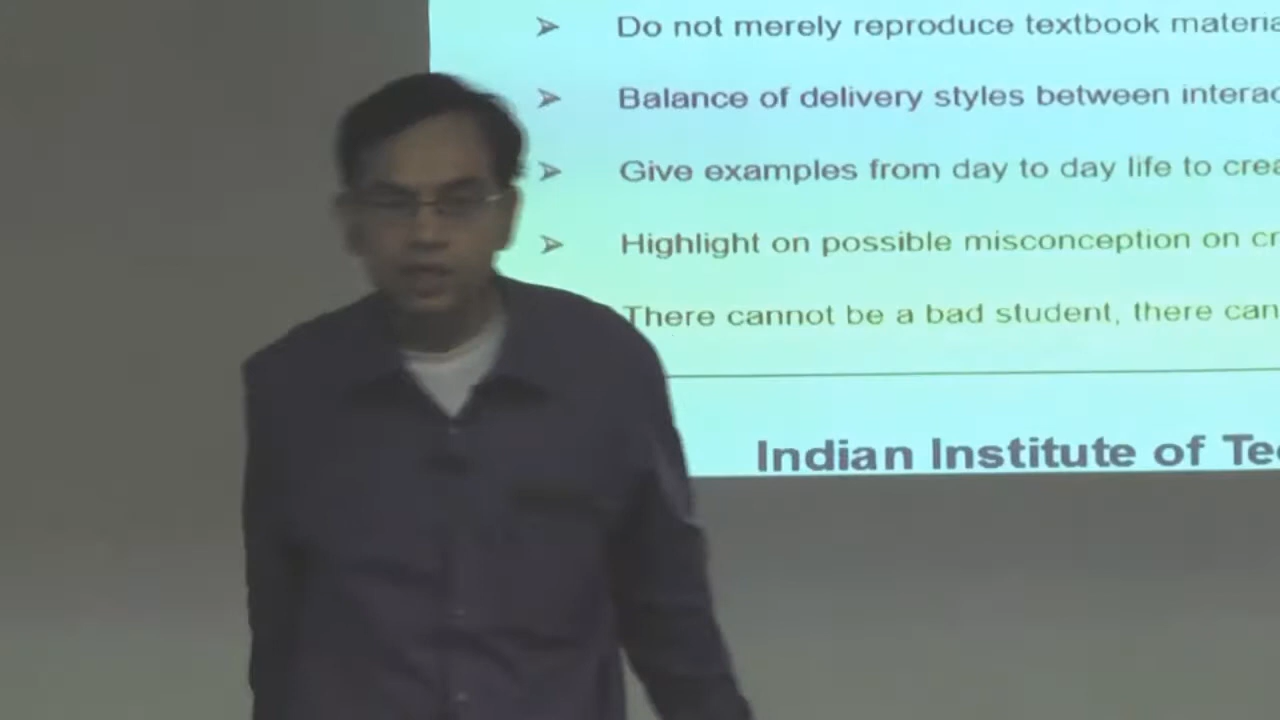 Do not merely reproduce textbook materia
Balance of delivery styles between interac
Give examples from day to day life to crea
Highlight on possible misconception on cr
There cannot be a bad student, there can
Indian Institute of Te